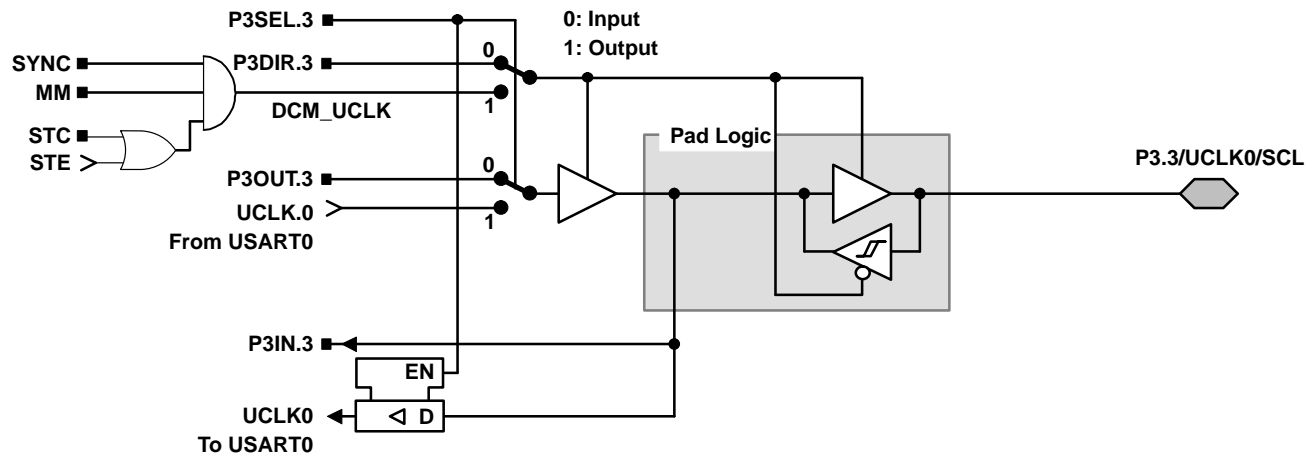 P3SEL.3
0: Input
1: Output
SYNC
P3DIR.3
0
MM
1
DCM_UCLK
STC
STE
Pad Logic
P3.3/UCLK0/SCL
P3OUT.3
0
UCLK.0
1
From USART0
P3IN.3
EN
UCLK0
D
To USART0